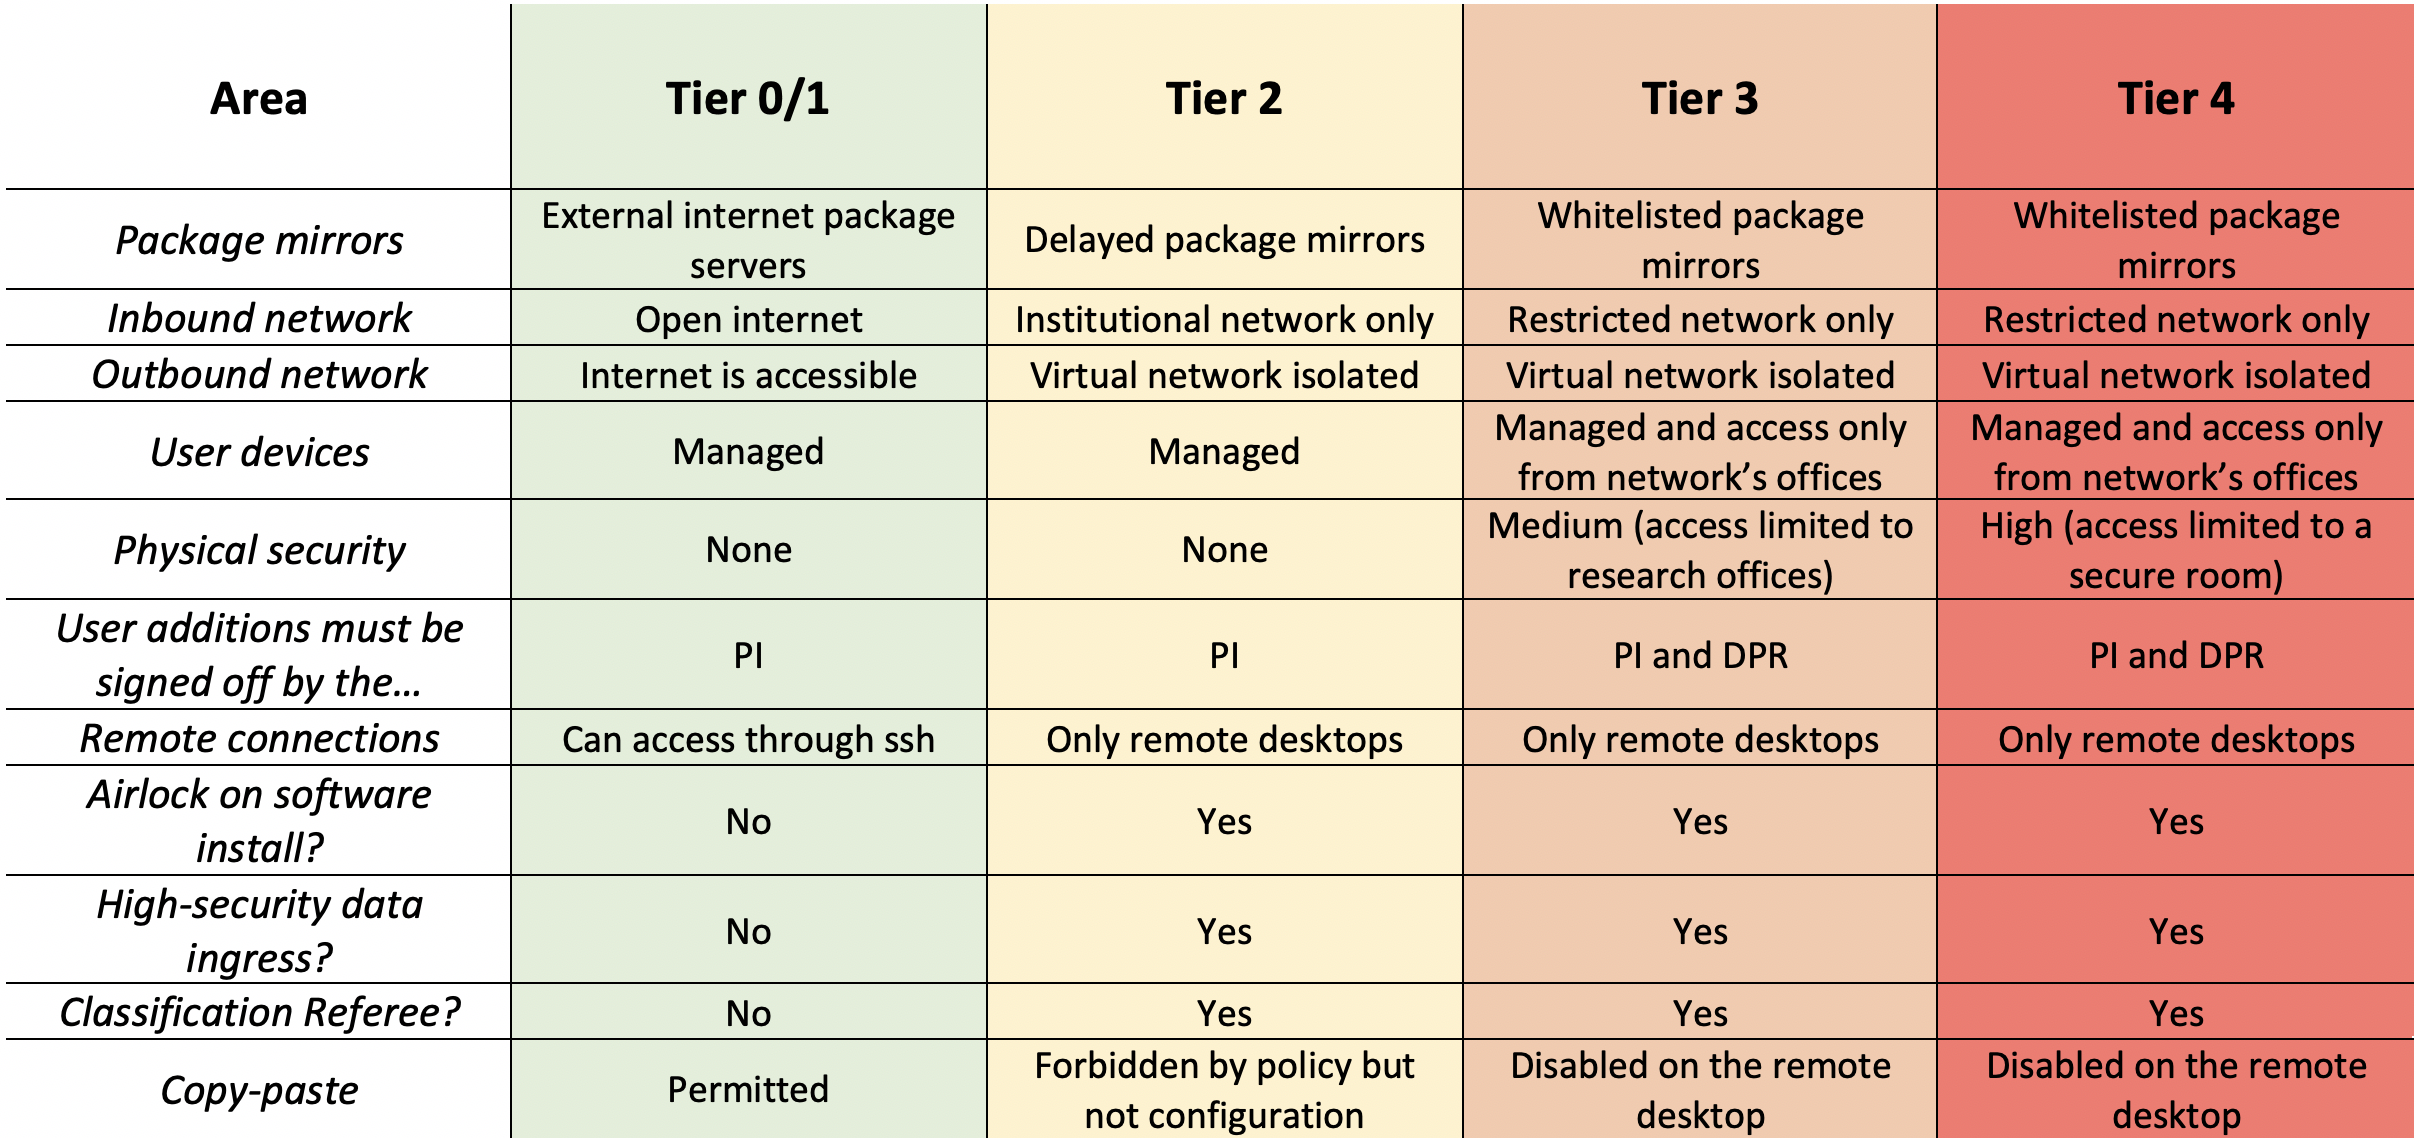 Area Tier 0/1 Tier 2 Tier 3 Tier 4
Package mirrors
External internet package
servers
Delayed package mirrors
Whitelisted package
mirrors
Whitelisted package
mirrors
Inbound network Open internet Institutional network only Restricted network only Restricted network only
Outbound network Internet is accessible Virtual network isolated Virtual network isolated Virtual network isolated
User devices Managed Managed
Managed and access only
from network’s offices
Managed and access only
from network’s offices
Physical security None None
Medium (access limited to
research offices)
High (access limited to a
secure room)
User additions must be
signed off by the...
PI PI PI and DPR PI and DPR
Remote connections Can access through ssh Only remote desktops Only remote desktops Only remote desktops
Airlock on software
install?
No Yes Yes Yes
High-security data
ingress?
No Yes Yes Yes
Classification Referee? No Yes Yes Yes
Copy-paste Permitted
Forbidden by policy but
not configuration
Disabled on the remote
desktop
Disabled on the remote
desktop